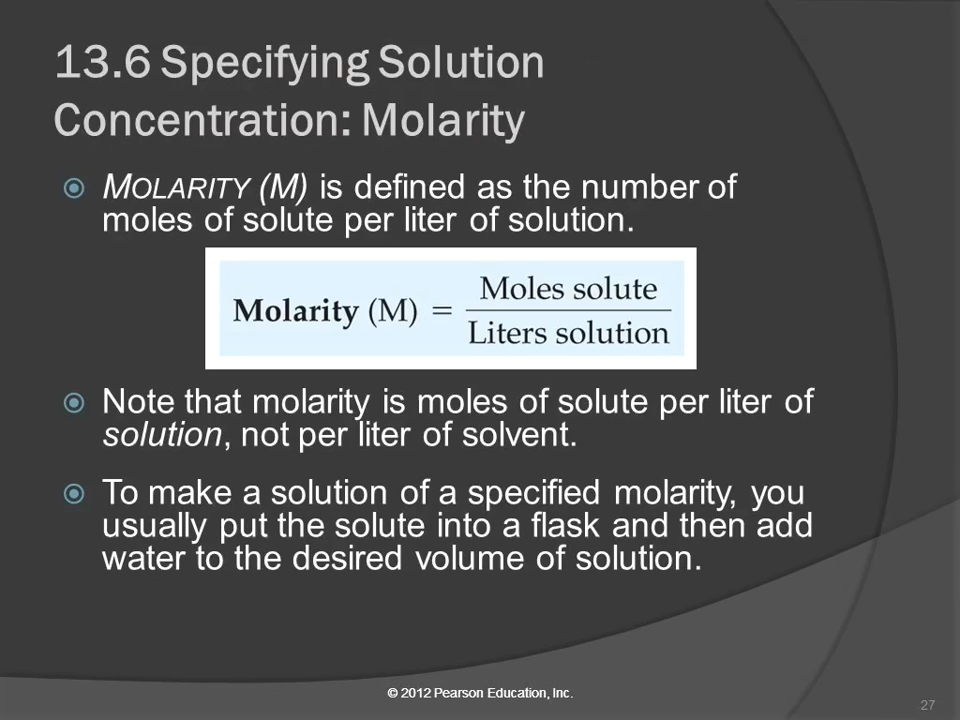 13.6 Specifying Solution
Concentration: Molarity
MOLARITY (M) is defined as the number of
moles of solute per liter of solution.
Molarity (M) = Moles solute
Liters solution
Note that molarity is moles of solute per liter of
solution, not per liter of solvent.
To make a solution of a specified molarity, you
usually put the solute into a flask and then add
water to the desired volume of solution.
© 2012 Pearson Education, Inc.
27